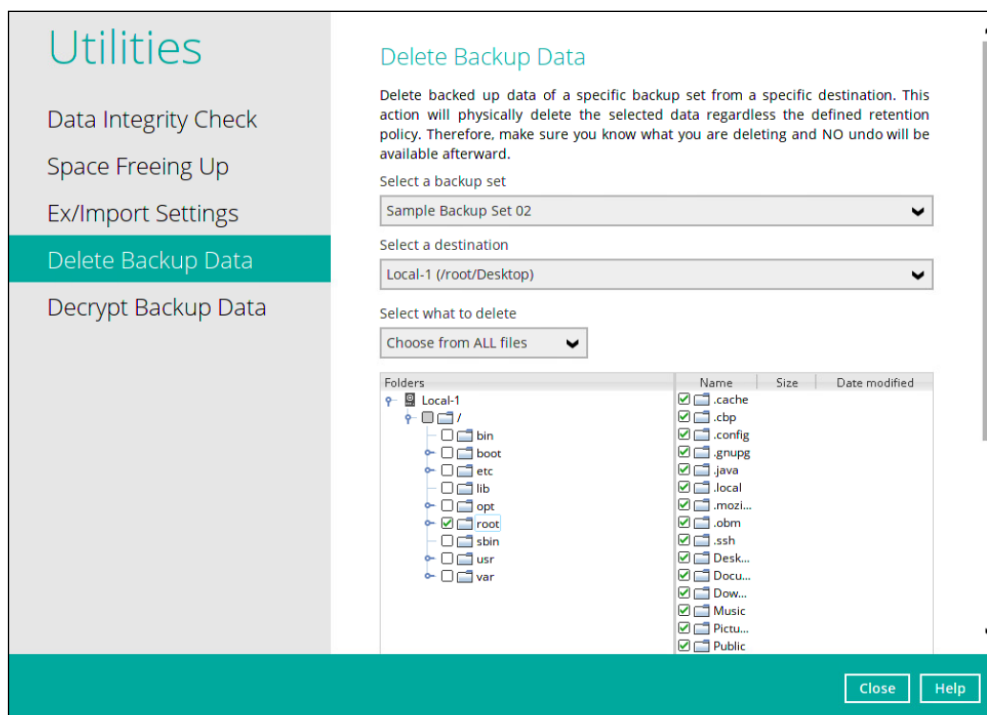 Utilities
Data Integrity Check
Space Freeing Up
Ex/Import Settings
Delete Backup Data
Decrypt Backup Data
Delete Backup Data
Delete backed up data of a specific backup set from a specific destination. This
action will physically delete the selected data regardless the defined retention
policy. Therefore, make sure you know what you are deleting and NO undo will be
available afterward.
Select a backup set
Sample Backup Set 02
Select a destination
Local-1 (/root/Desktop)
Select what to delete
Choose from ALL files
Folders
Local-1
/
bin
boot
etc
lib
opt
root
sbin
usr
var
Name Size Date modified
.cache
.cbp
.config
.gnupg
.java
.local
.mozi...
.obm
.ssh
Desk...
Docu...
Dow...
Music
Pictu...
Public
Close Help